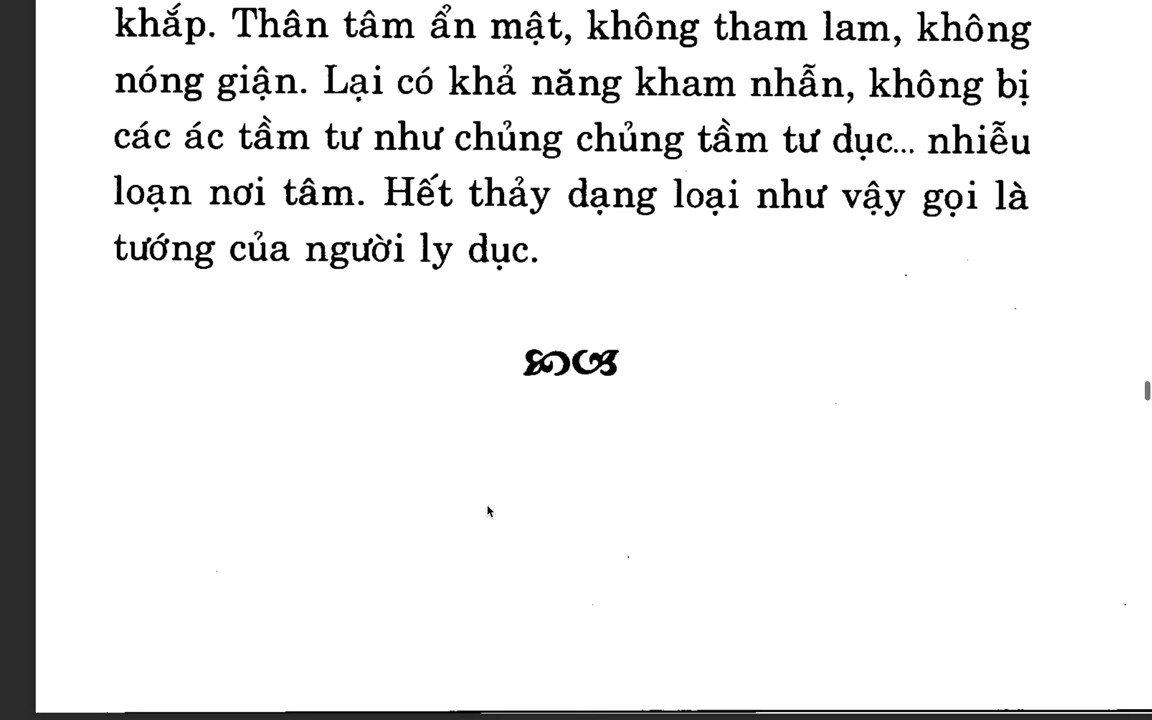 khắp. Thân tâm ẩn mật, không tham lam, không
nóng giận. Lại có khả năng kham nhẫn, không bị
các ác tầm tư như chủng chủng tầm tư dục... nhiễu
loạn nơi tâm. Hết thảy dạng loại như vậy gọi là
tướng của người ly dục.